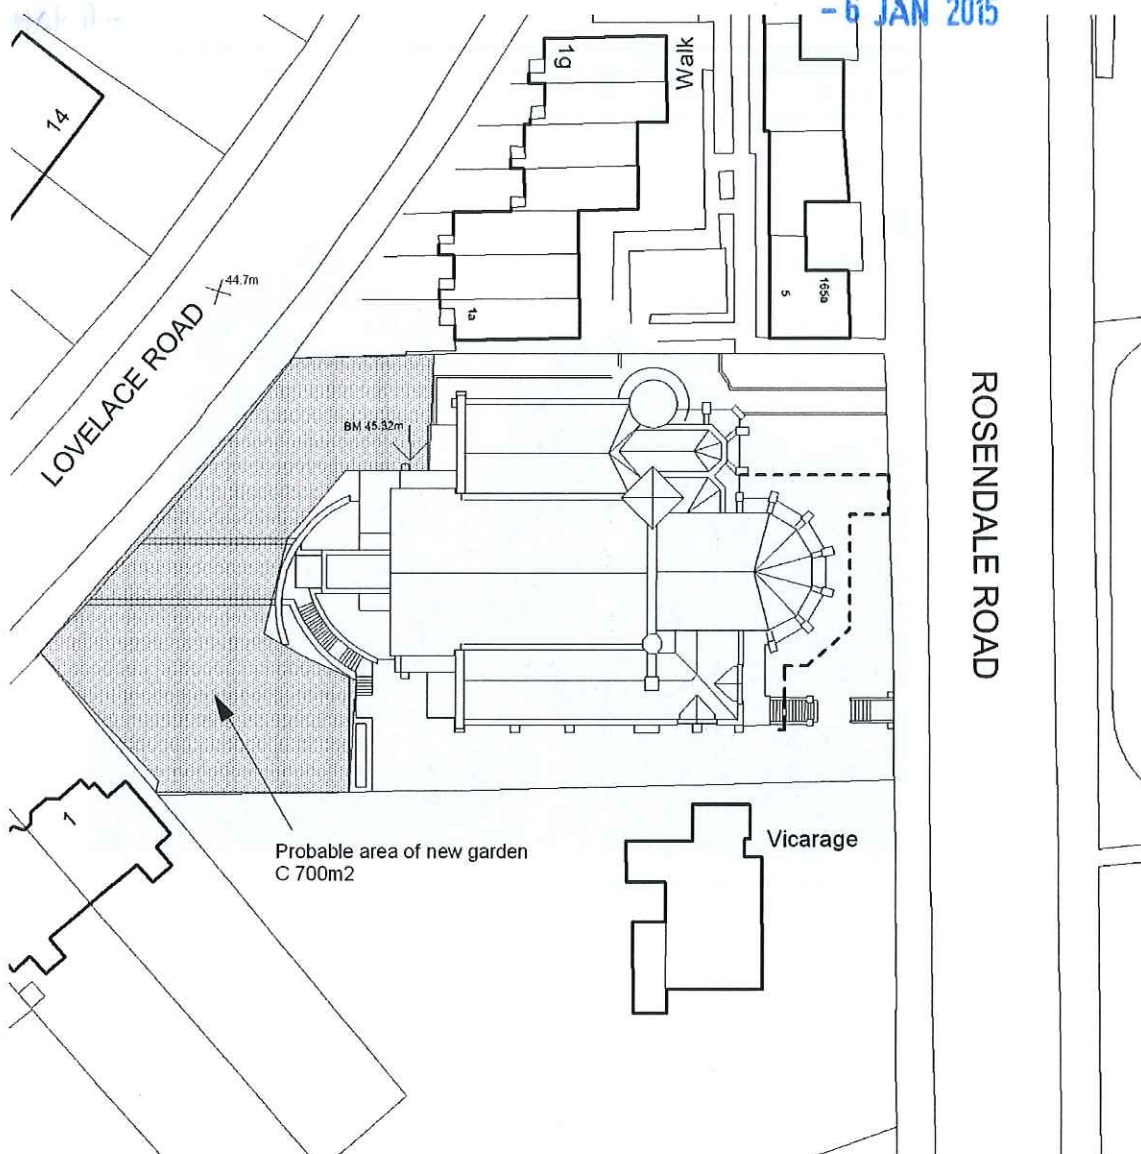 - 6 JAN 2015
14
1g
Walk
44.7m
LOVELACE ROAD
1a
165a
5
BM 45.32m
ROSENDALE ROAD
1
Probable area of new garden
C 700m2
Vicarage